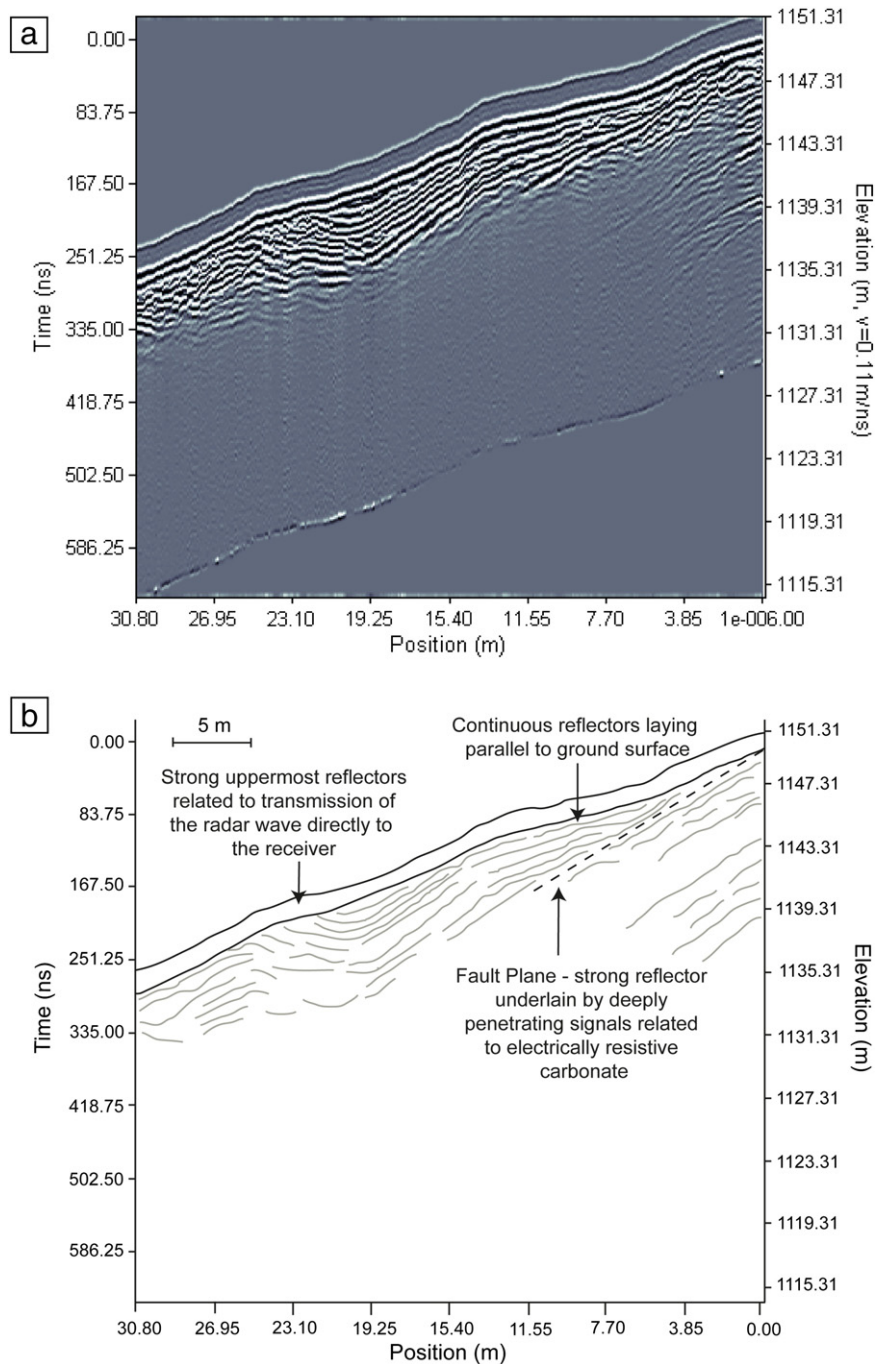 a
0.00
83.75
167.50
251.25
335.00
418.75
502.50
586.25
Time (ns)
1151.31
1147.31
1143.31
1139.31
1135.31
1131.31
1127.31
1123.31
1119.31
1115.31
Elevation (m, v=0.11m/ns)
30.80 26.95 23.10 19.25 15.40 11.55 7.70 3.85 1e-006.00
Position (m)
b
5 m
Strong uppermost reflectors
related to transmission of
the radar wave directly to
the receiver
Continuous reflectors laying
parallel to ground surface
Fault Plane - strong reflector
underlain by deeply
penetrating signals related
to electrically resistive
carbonate
0.00
83.75
167.50
251.25
335.00
418.75
502.50
586.25
Time (ns)
1151.31
1147.31
1143.31
1139.31
1135.31
1131.31
1127.31
1123.31
1119.31
1115.31
Elevation (m)
30.80 26.95 23.10 19.25 15.40 11.55 7.70 3.85 0.00
Position (m)